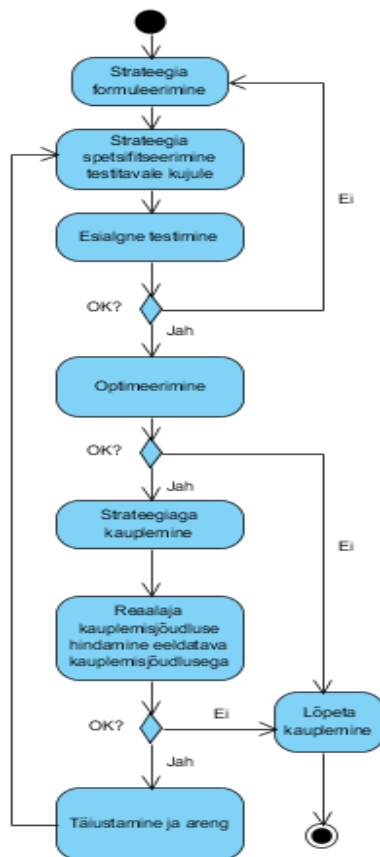 Strateegia
formuleerimine
Strateegia
spetsifitseerimine
testitavale kujule
Ei
Esialgne testimine
OK?
Jah
Optimeerimine
OK?
Jah
Strateegiaga
kauplemine
Ei
Reaalaja
kauplemisjõudluse
hindamine eeldatava
kauplemisjõudlusega
OK?
Ei
Lõpeta
kauplemine
Jah
Täiustamine ja areng